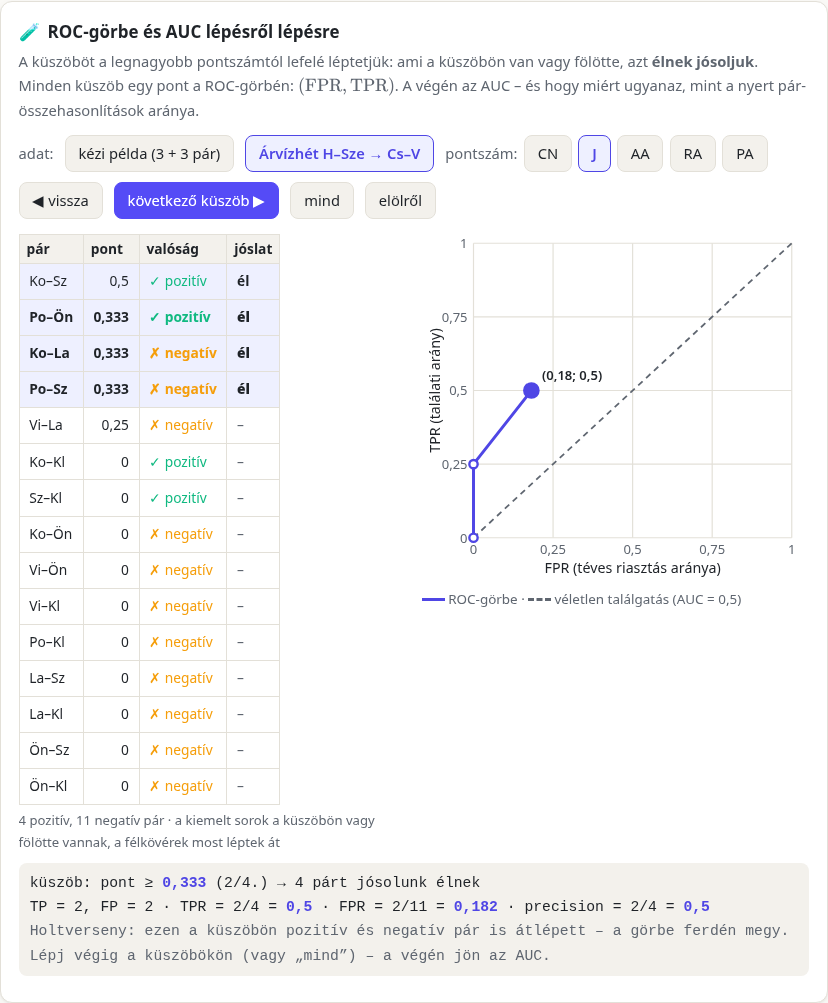 🧪 ROC-görbe és AUC lépésről lépésre
A küszöböt a legnagyobb pontszámtól lefelé léptetjük: ami a küszöbön van vagy fölötte, azt élnek jósoljuk.
Minden küszöb egy pont a ROC-görbén: (FPR, TPR). A végén az AUC – és hogy miért ugyanaz, mint a nyert pár-
összehasonlítások aránya.
adat: kézi példa (3 + 3 pár) Árvízhét H–Sze → Cs–V pontszám: CN J AA RA PA
◀ vissza következő küszöb ▶ mind elölről
pár pont valóság jóslat
Ko–Sz 0,5 ✓ pozitív él
Po–Ön 0,333 ✓ pozitív él
Ko–La 0,333 ✗ negatív él
Po–Sz 0,333 ✗ negatív él
Vi–La 0,25 ✗ negatív –
Ko–Kl 0 ✓ pozitív –
Sz–Kl 0 ✓ pozitív –
Ko–Ön 0 ✗ negatív –
Vi–Ön 0 ✗ negatív –
Vi–Kl 0 ✗ negatív –
Po–Kl 0 ✗ negatív –
La–Sz 0 ✗ negatív –
La–Kl 0 ✗ negatív –
Ön–Sz 0 ✗ negatív –
Ön–Kl 0 ✗ negatív –
4 pozitív, 11 negatív pár · a kiemelt sorok a küszöbön vagy
fölötte vannak, a félkövérek most léptek át
1
0,75
0,5
0,25
0
TPR (találati arány)
(0,18; 0,5)
0 0,25 0,5 0,75 1
FPR (téves riasztás aránya)
ROC-görbe · véletlen találgatás (AUC = 0,5)
küszöb: pont ≥ 0,333 (2/4.) → 4 párt jósolunk élnek
TP = 2, FP = 2 · TPR = 2/4 = 0,5 · FPR = 2/11 = 0,182 · precision = 2/4 = 0,5
Holtverseny: ezen a küszöbön pozitív és negatív pár is átlépett – a görbe ferdén megy.
Lépj végig a küszöbökön (vagy „mind”) – a végén jön az AUC.